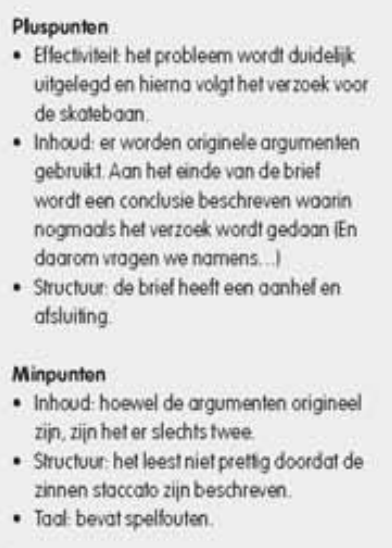 Pluspunten
• Effectiviteit: het probleem wordt duidelijk
uitgelegd en hierna volgt het verzoek voor
de skatebaan.
• Inhoud: er worden originele argumenten
gebruikt. Aan het einde van de brief
wordt een conclusie beschreven waarin
nogmaals het verzoek wordt gedaan (En
daarom vragen we namens...)
• Structuur: de brief heeft een aanhef en
afsluiting.
Minpunten
• Inhoud: hoewel de argumenten origineel
zijn, zijn het er slechts twee.
• Structuur: het leest niet prettig doordat de
zinnen staccato zijn beschreven.
• Taal: bevat spelfouten.